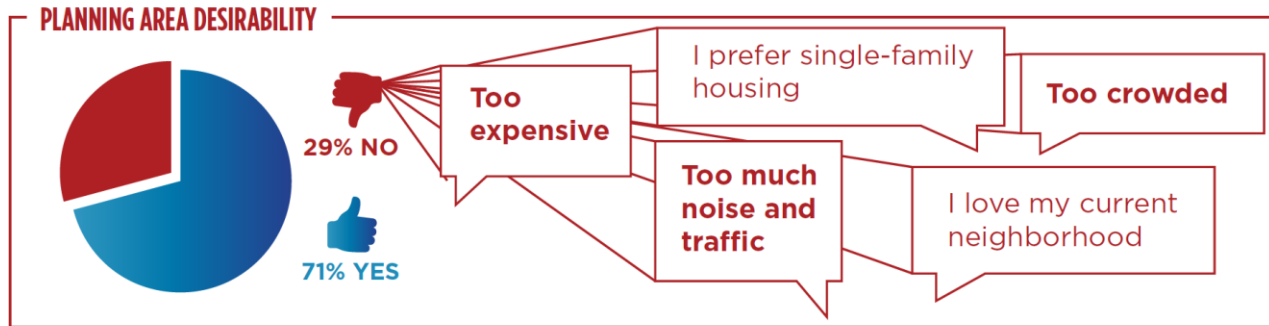 PLANNING AREA DESIRABILITY
29% NO
71% YES
Too
expensive
I prefer single-family
housing
Too crowded
Too much
noise and
traffic
I love my current
neighborhood